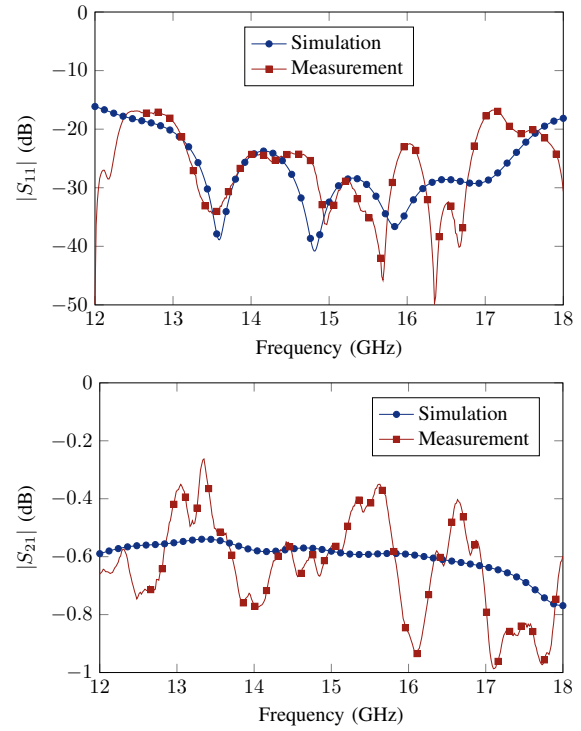 0
−10
−20
−30
−40
−50
|S11| (dB)
Simulation
Measurement
12 13 14 15 16 17 18
Frequency (GHz)
0
−0.2
−0.4
−0.6
−0.8
−1
|S21| (dB)
Simulation
Measurement
12 13 14 15 16 17 18
Frequency (GHz)